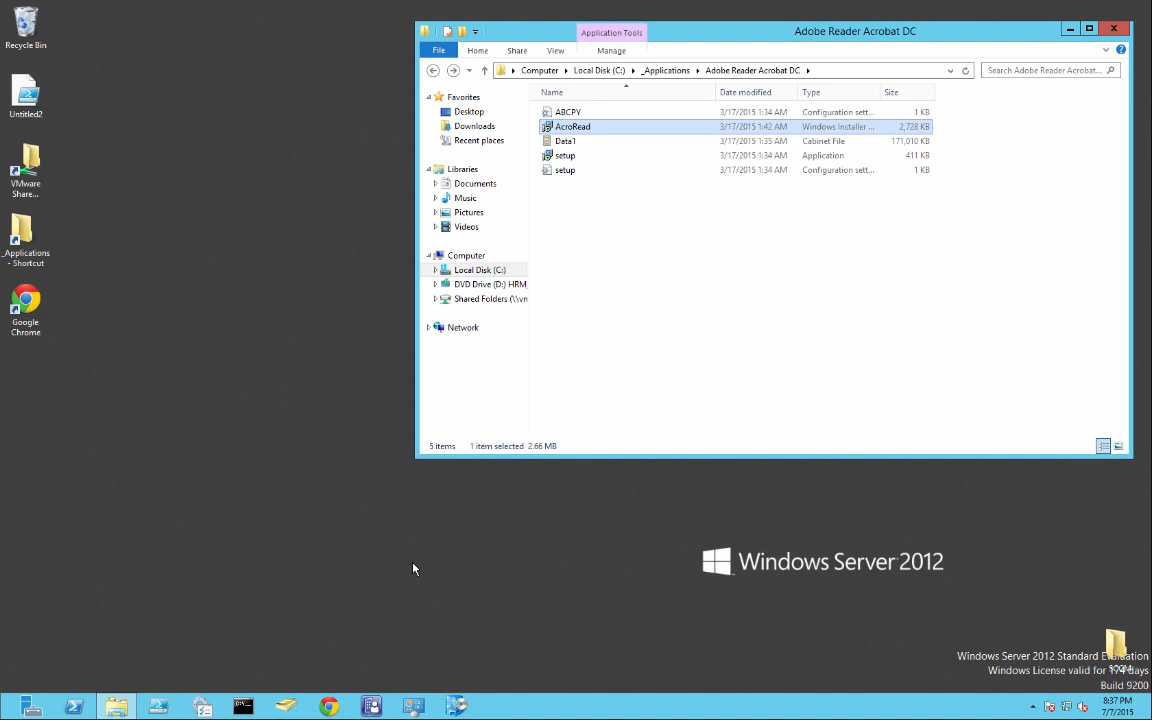 Recycle Bin
Untitled2
VMware
Share...
_Applications
- Shortcut
Google
Chrome
Application Tools
Adobe Reader Acrobat DC
File
Home
Share
View
Manage
Computer
Local Disk (C:)
_Applications
Adobe Reader Acrobat DC
Search Adobe Reader Acrobat...
Favorites
Desktop
Downloads
Recent places
Libraries
Documents
Music
Pictures
Videos
Computer
Local Disk (C:)
DVD Drive (D:) HRM_
Shared Folders (\\vn
Network
Name Date modified Type Size
ABCPY 3/17/2015 1:34 AM Configuration sett... 1 KB
AcroRead 3/17/2015 1:42 AM Windows Installer ... 2,728 KB
Data1 3/17/2015 1:35 AM Cabinet File 171,010 KB
setup 3/17/2015 1:34 AM Application 411 KB
setup 3/17/2015 1:34 AM Configuration sett... 1 KB
5 items 1 item selected 2.66 MB
Windows Server 2012
Windows Server 2012 Standard Evaluation
Windows License valid for 174 days
Build 9200
8:37 PM
7/7/2015